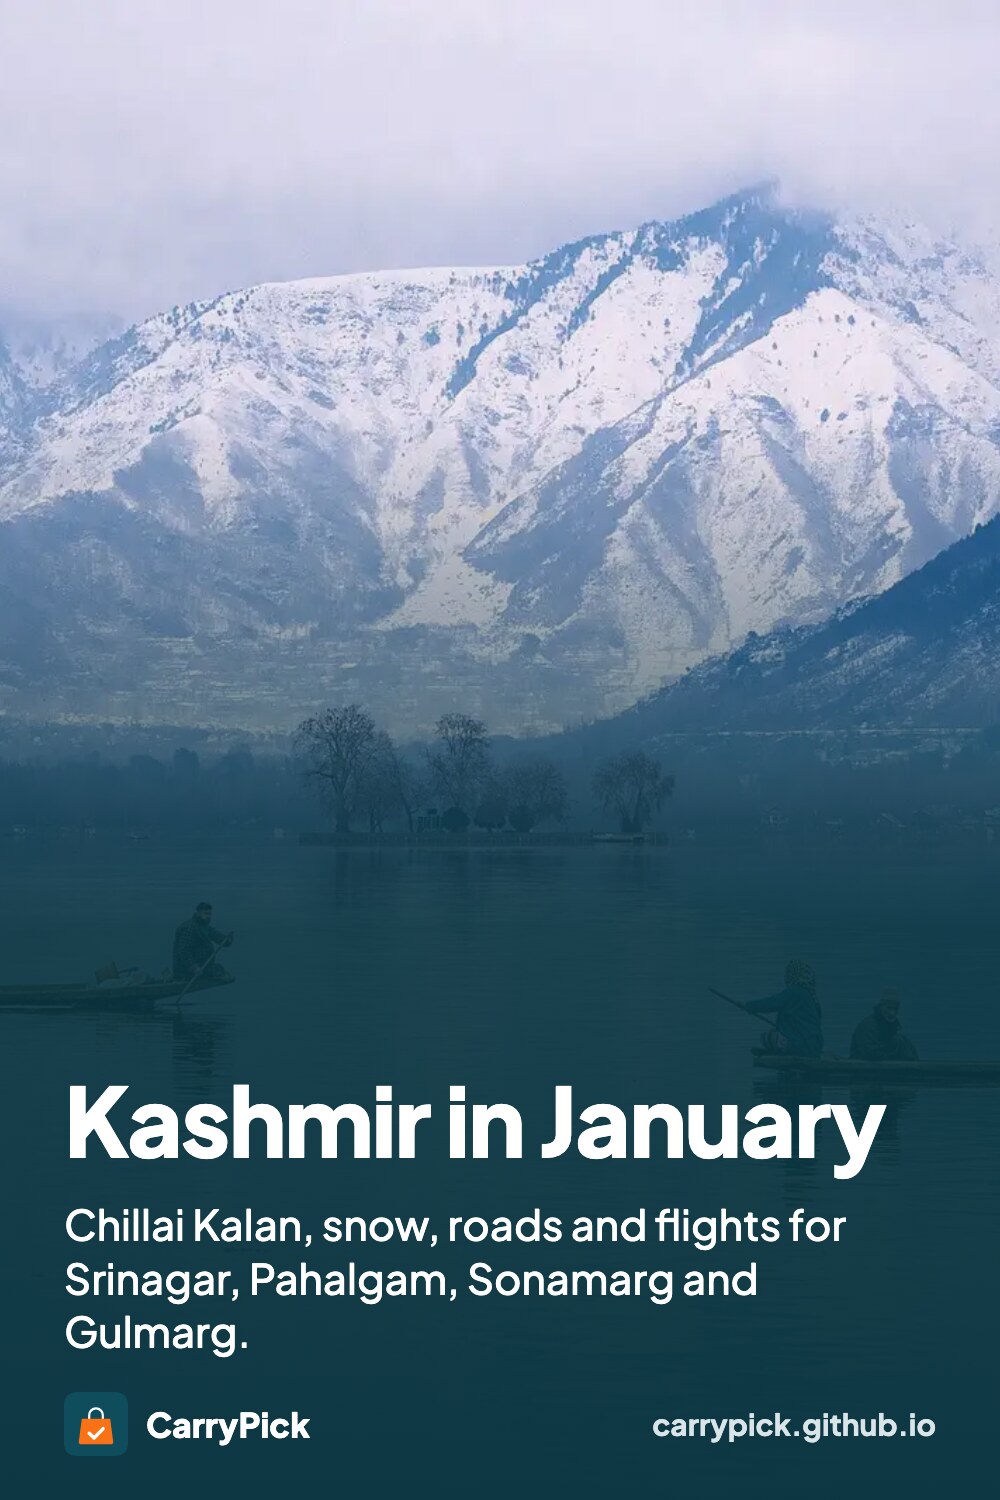 Kashmir in January
Chillai Kalan, snow, roads and flights for
Srinagar, Pahalgam, Sonamarg and
Gulmarg.
CarryPick
carrypick.github.io